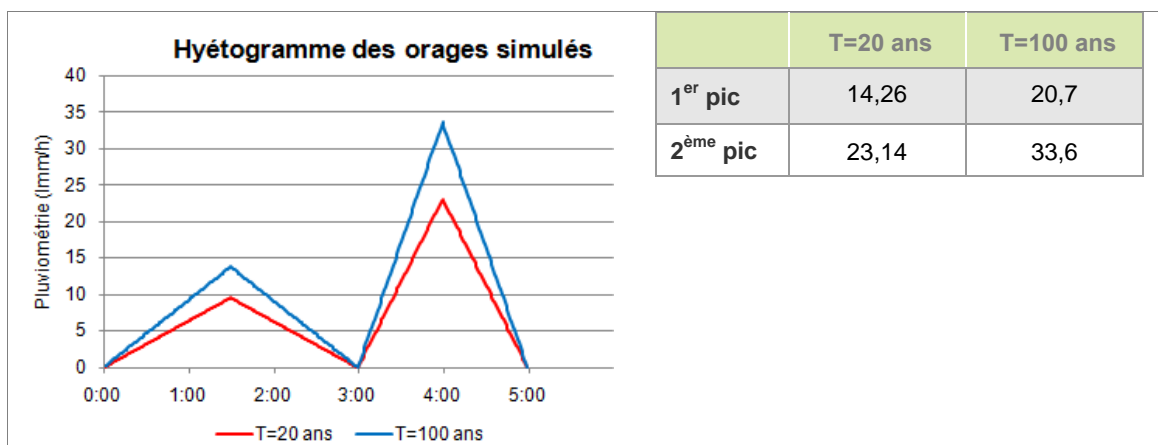 Hyétogramme des orages simulés
Pluviométrie (lmm/h)
40
35
30
25
20
15
10
5
0
0:00 1:00 2:00 3:00 4:00 5:00
T=20 ans T=100 ans
T=20 ans T=100 ans
1er pic 14,26 20,7
2ème pic 23,14 33,6